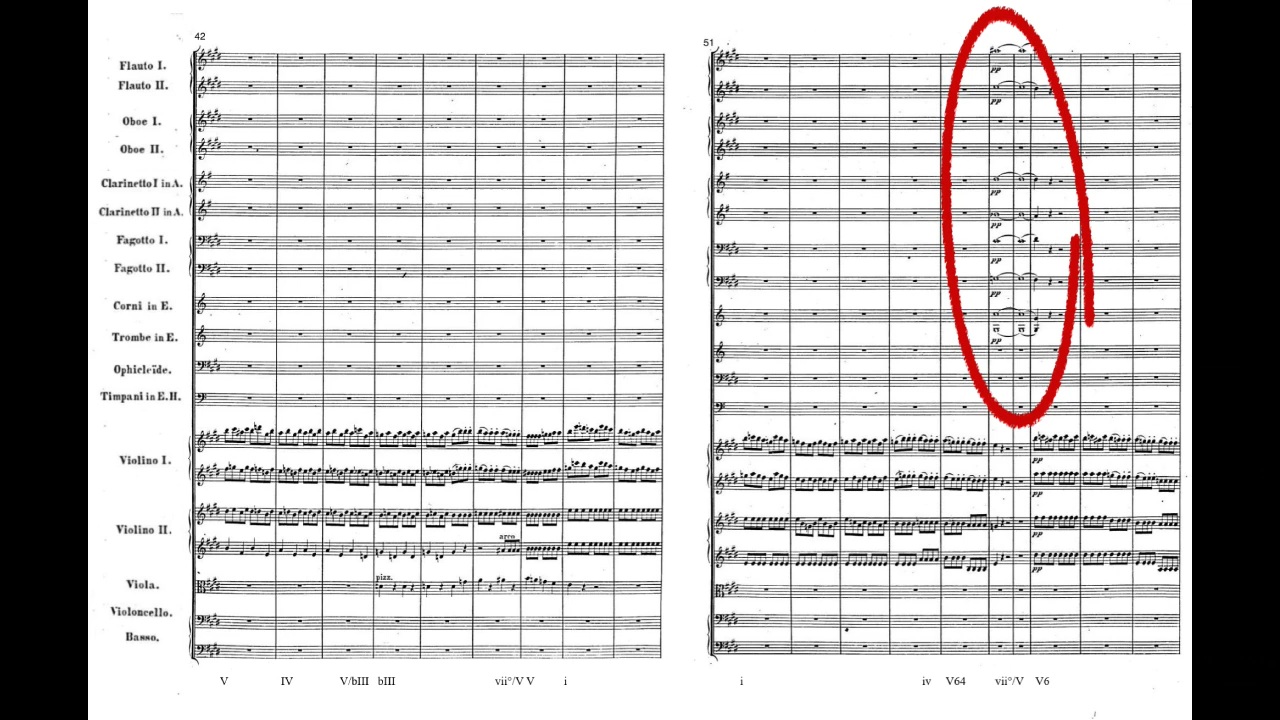 42
51
Flauto I.
Flauto II.
Oboe I.
Oboe II.
Clarinetto I in A.
Clarinetto II in A.
Fagotto I.
Fagotto II.
Corni in E.
Trombe in E.
Ophicleïde.
Timpani in E.H.
Violino I.
Violino II.
Viola.
Violoncello.
Basso.
arco
pizz.
pp
pp
pp
pp
pp
pp
pp
pp
pp
pp
pp
V IV V/bIII bIII vii°/V V i
i iv V64 vii°/V V6